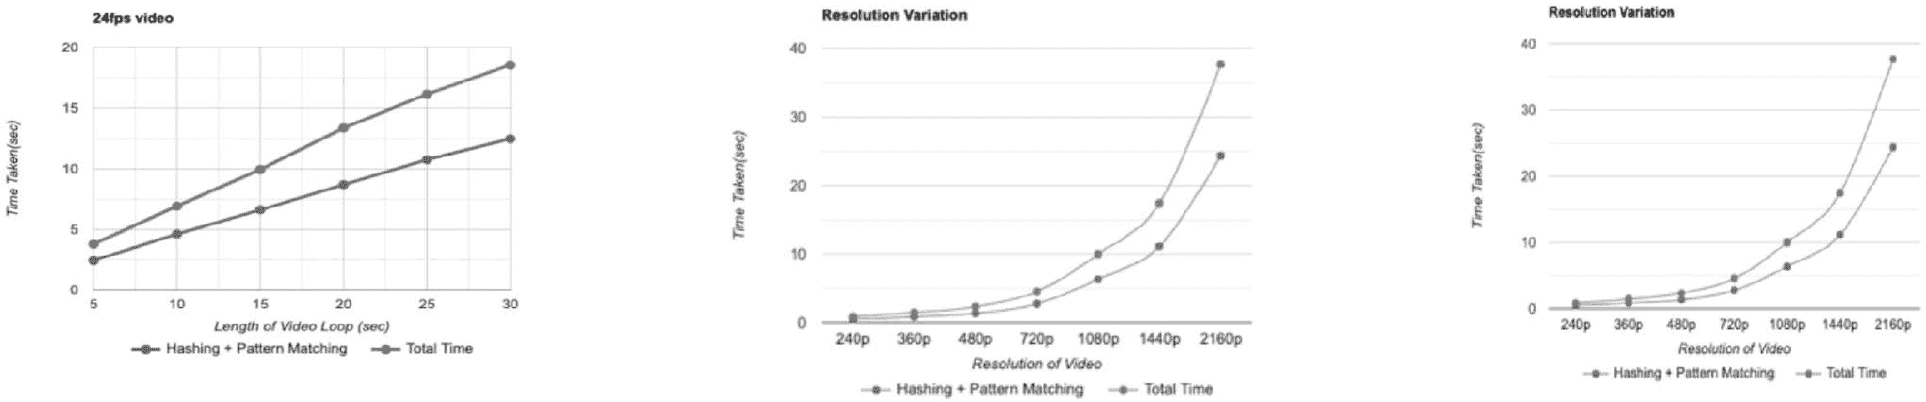 24fps video
20
15
10
5
0
Time Taken(sec)
5 10 15 20 25 30
Length of Video Loop (sec)
Hashing + Pattern Matching Total Time
Resolution Variation
40
30
20
10
0
Time Taken(sec)
240p 360p 480p 720p 1080p 1440p 2160p
Resolution of Video
Hashing + Pattern Matching Total Time
Resolution Variation
40
30
20
10
0
Time Taken(sec)
240p 360p 480p 720p 1080p 1440p 2160p
Resolution of Video
Hashing + Pattern Matching Total Time